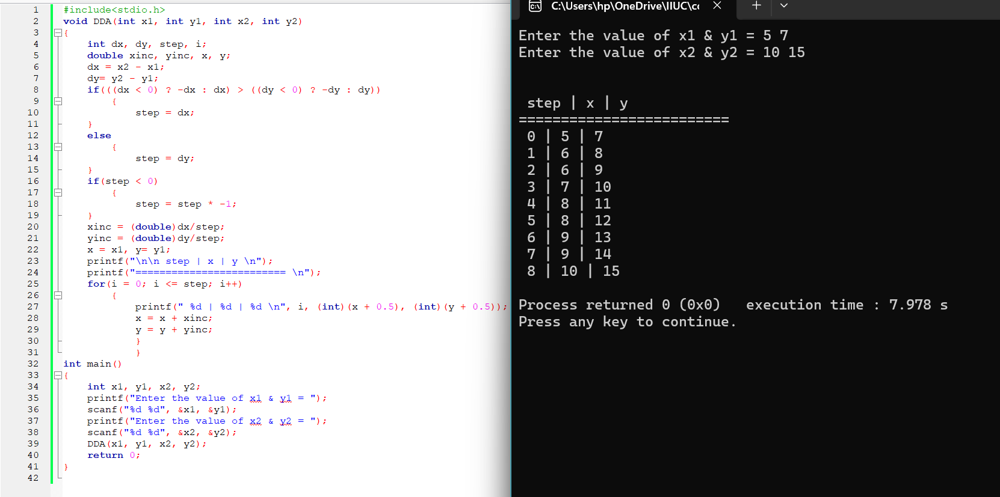 1 #include<stdio.h>
2 void DDA(int x1, int y1, int x2, int y2)
3 {
4 int dx, dy, step, i;
5 double xinc, yinc, x, y;
6 dx = x2 - x1;
7 dy= y2 - y1;
8 if(((dx < 0) ? -dx : dx) > ((dy < 0) ? -dy : dy))
9 {
10 step = dx;
11 }
12 else
13 {
14 step = dy;
15 }
16 if(step < 0)
17 {
18 step = step * -1;
19 }
20 xinc = (double)dx/step;
21 yinc = (double)dy/step;
22 x = x1, y= y1;
23 printf("\n\n step | x | y \n");
24 printf("========================= \n");
25 for(i = 0; i <= step; i++)
26 {
27 printf(" %d | %d | %d \n", i, (int)(x + 0.5), (int)(y + 0.5));
28 x = x + xinc;
29 y = y + yinc;
30 }
31 }
32 int main()
33 {
34 int x1, y1, x2, y2;
35 printf("Enter the value of x1 & y1 = ");
36 scanf("%d %d", &x1, &y1);
37 printf("Enter the value of x2 & y2 = ");
38 scanf("%d %d", &x2, &y2);
39 DDA(x1, y1, x2, y2);
40 return 0;
41 }
42
C:\Users\hp\OneDrive\IIUC\c
Enter the value of x1 & y1 = 5 7
Enter the value of x2 & y2 = 10 15
step | x | y
=========================
0 | 5 | 7
1 | 6 | 8
2 | 6 | 9
3 | 7 | 10
4 | 8 | 11
5 | 8 | 12
6 | 9 | 13
7 | 9 | 14
8 | 10 | 15
Process returned 0 (0x0)   execution time : 7.978 s
Press any key to continue.